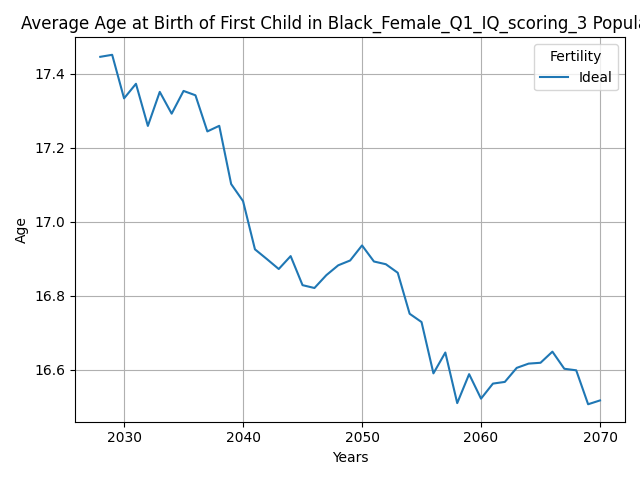 Average Age at Birth of First Child in Black_Female_Q1_IQ_scoring_3 Popula
Fertility
Ideal
17.4
17.2
17.0
16.8
16.6
Age
2030 2040 2050 2060 2070
Years